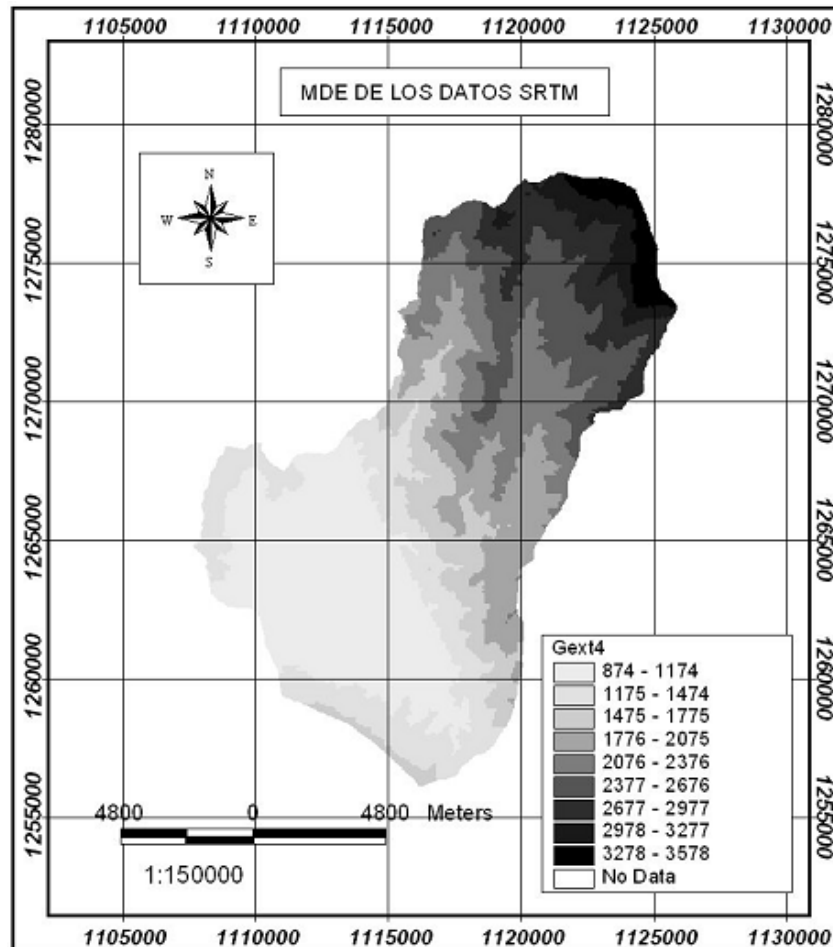 1105000 1110000 1115000 1120000 1125000 1130000
MDE DE LOS DATOS SRTM
1280000 1280000
N
W E
S
1275000 1275000
1270000 1270000
1265000 1265000
Gext4
874 - 1174
1175 - 1474
1475 - 1775
1776 - 2075
2076 - 2376
2377 - 2676
2677 - 2977
2978 - 3277
3278 - 3578
No Data
1260000 1260000
1255000 1255000
4800 0 4800 Meters
1:150000
1105000 1110000 1115000 1120000 1125000 1130000